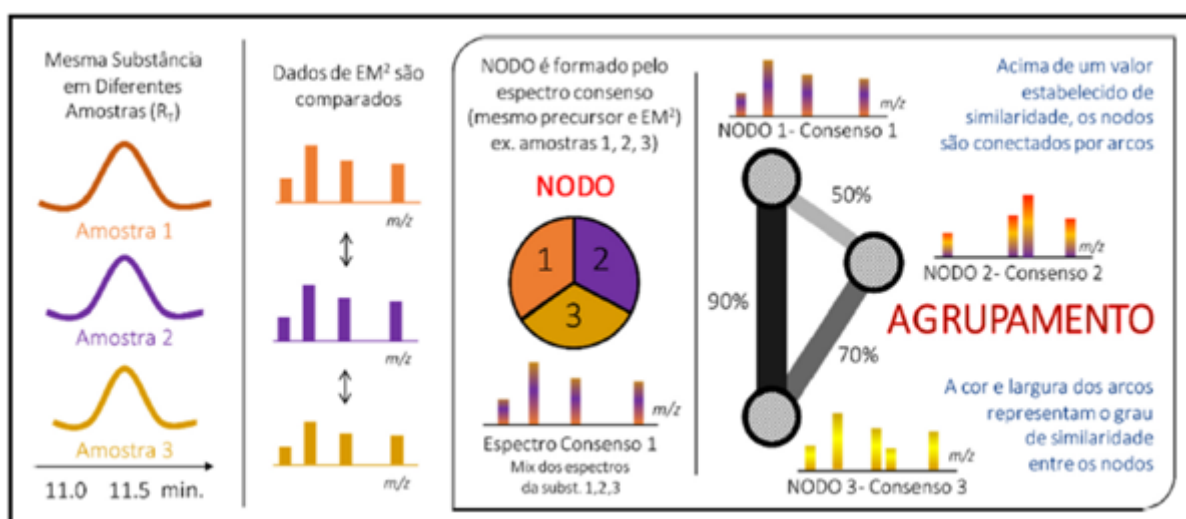 Mesma Substância
em Diferentes
Amostras (RT)
Amostra 1
Amostra 2
Amostra 3
11.0 11.5 min.
Dados de EM² são
comparados
m/z
m/z
m/z
NODO é formado pelo
espectro consenso
(mesmo precursor e EM²)
ex. amostras 1, 2, 3)
NODO
1
2
3
m/z
Espectro Consenso 1
Mix dos espectros
da subst. 1,2,3
m/z
NODO 1- Consenso 1
Acima de um valor
estabelecido de
similaridade, os nodos
são conectados por arcos
50%
m/z
NODO 2- Consenso 2
90%
AGRUPAMENTO
70%
A cor e largura dos arcos
representam o grau
de similaridade
entre os nodos
m/z
NODO 3- Consenso 3